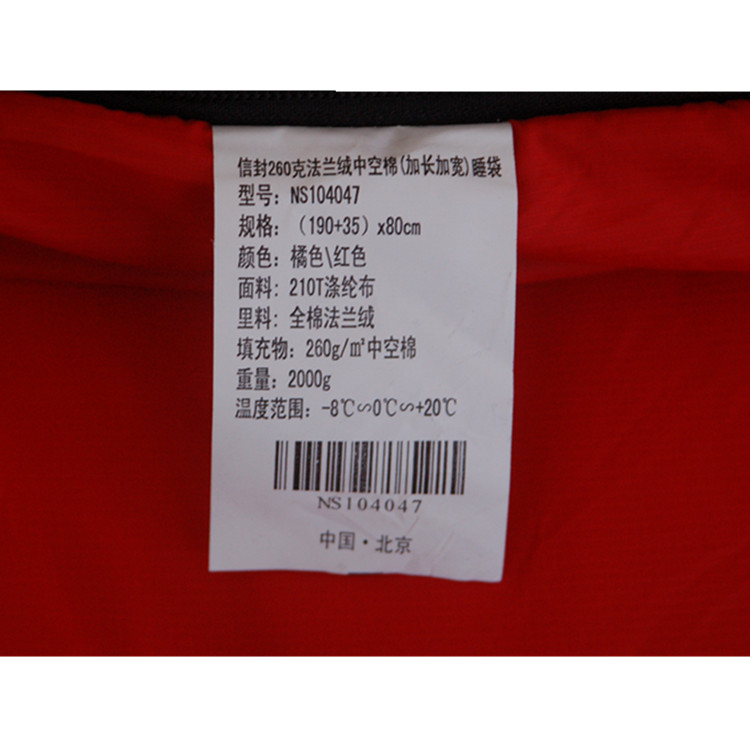 信封260克法兰绒中空棉(加长加宽)睡袋
型号：NS104047
规格：（190+35）x80cm
颜色：橘色\红色
面料：210T涤纶布
里料：全棉法兰绒
填充物：260g/㎡中空棉
重量：2000g
温度范围：-8℃∽0℃∽+20℃
NS104047
中国·北京